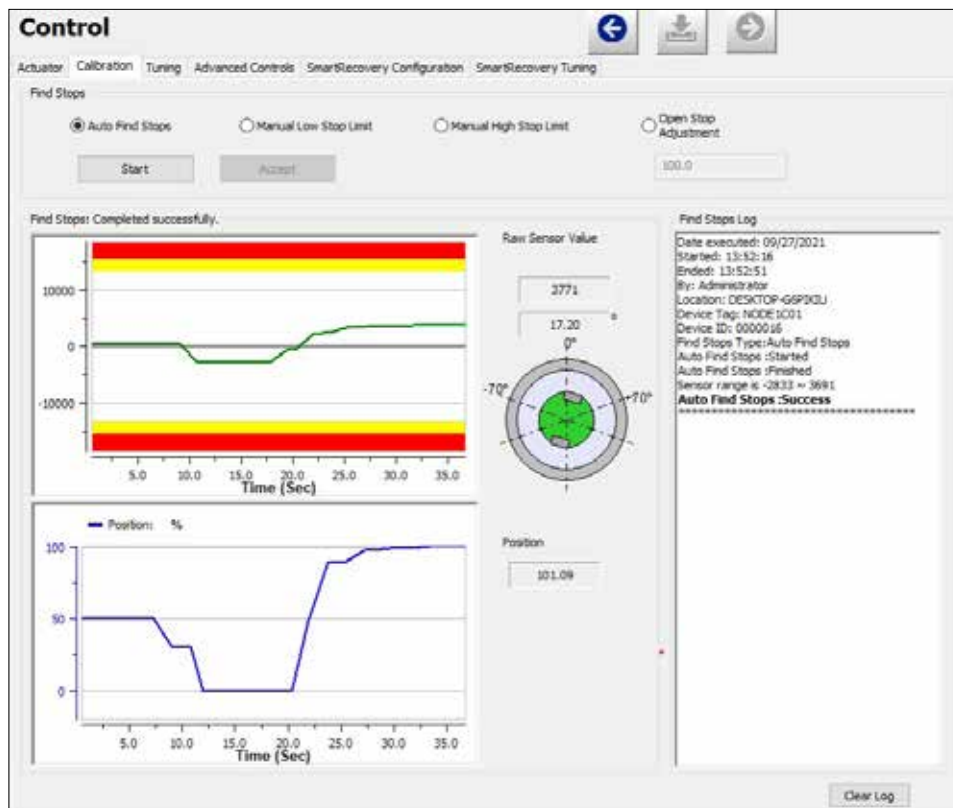 Control
Actuator Calibration Tuning Advanced Controls SmartRecovery Configuration SmartRecovery Tuning
Find Stops
Auto Find Stops Manual Low Stop Limit Manual High Stop Limit Open Stop
Adjustment
Start Accept 100.0
Find Stops: Completed successfully.
10000
0
-10000
5.0 10.0 15.0 20.0 25.0 30.0 35.0
Time (Sec)
Raw Sensor Value
3771
17.20 °
0°
-70° +70°
Position: %
100
50
0
5.0 10.0 15.0 20.0 25.0 30.0 35.0
Time (Sec)
Position
101.09
Find Stops Log
Date executed: 09/27/2021
Started: 13:52:16
Ended: 13:52:51
By: Administrator
Location:
Device Tag: NODE1C01
Device ID: 0000016
Find Stops Type:Auto Find Stops
Auto Find Stops :Started
Auto Find Stops :Finished
Sensor range is -2833 ~ 3691
Auto Find Stops :Success
************************************
Clear Log